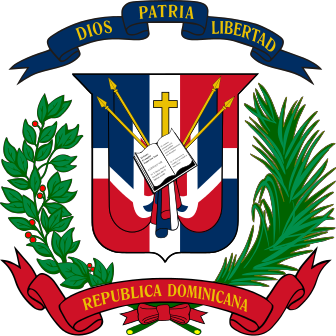 DIOS PATRIA LIBERTAD
REPUBLICA DOMINICANA